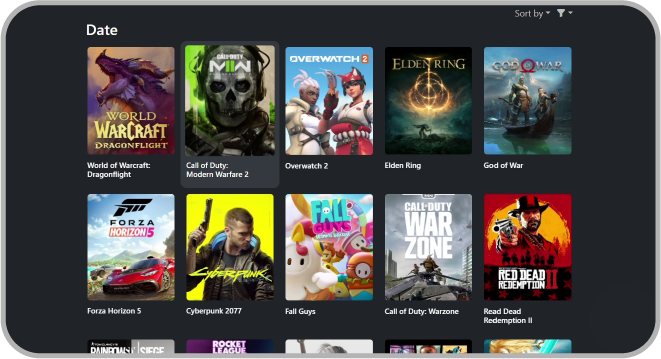 Sort by
Date
WORLD
WARCRAFT
DRAGONFLIGHT
CALL OF DUTY
MWII
OVERWATCH 2
ELDEN RING
GOD OF WAR
World of Warcraft:
Dragonflight
Call of Duty:
Modern Warfare 2
Overwatch 2
Elden Ring
God of War
FORZA
HORIZON 5
CYBERPUNK
FALL
GUYS
CALL OF DUTY
WAR
ZONE
RED DEAD
REDEMPTION II
Forza Horizon 5
Cyberpunk 2077
Fall Guys
Call of Duty: Warzone
Read Dead
Redemption II
RAINBOW SIEGE
ROCKET
LEAGUE